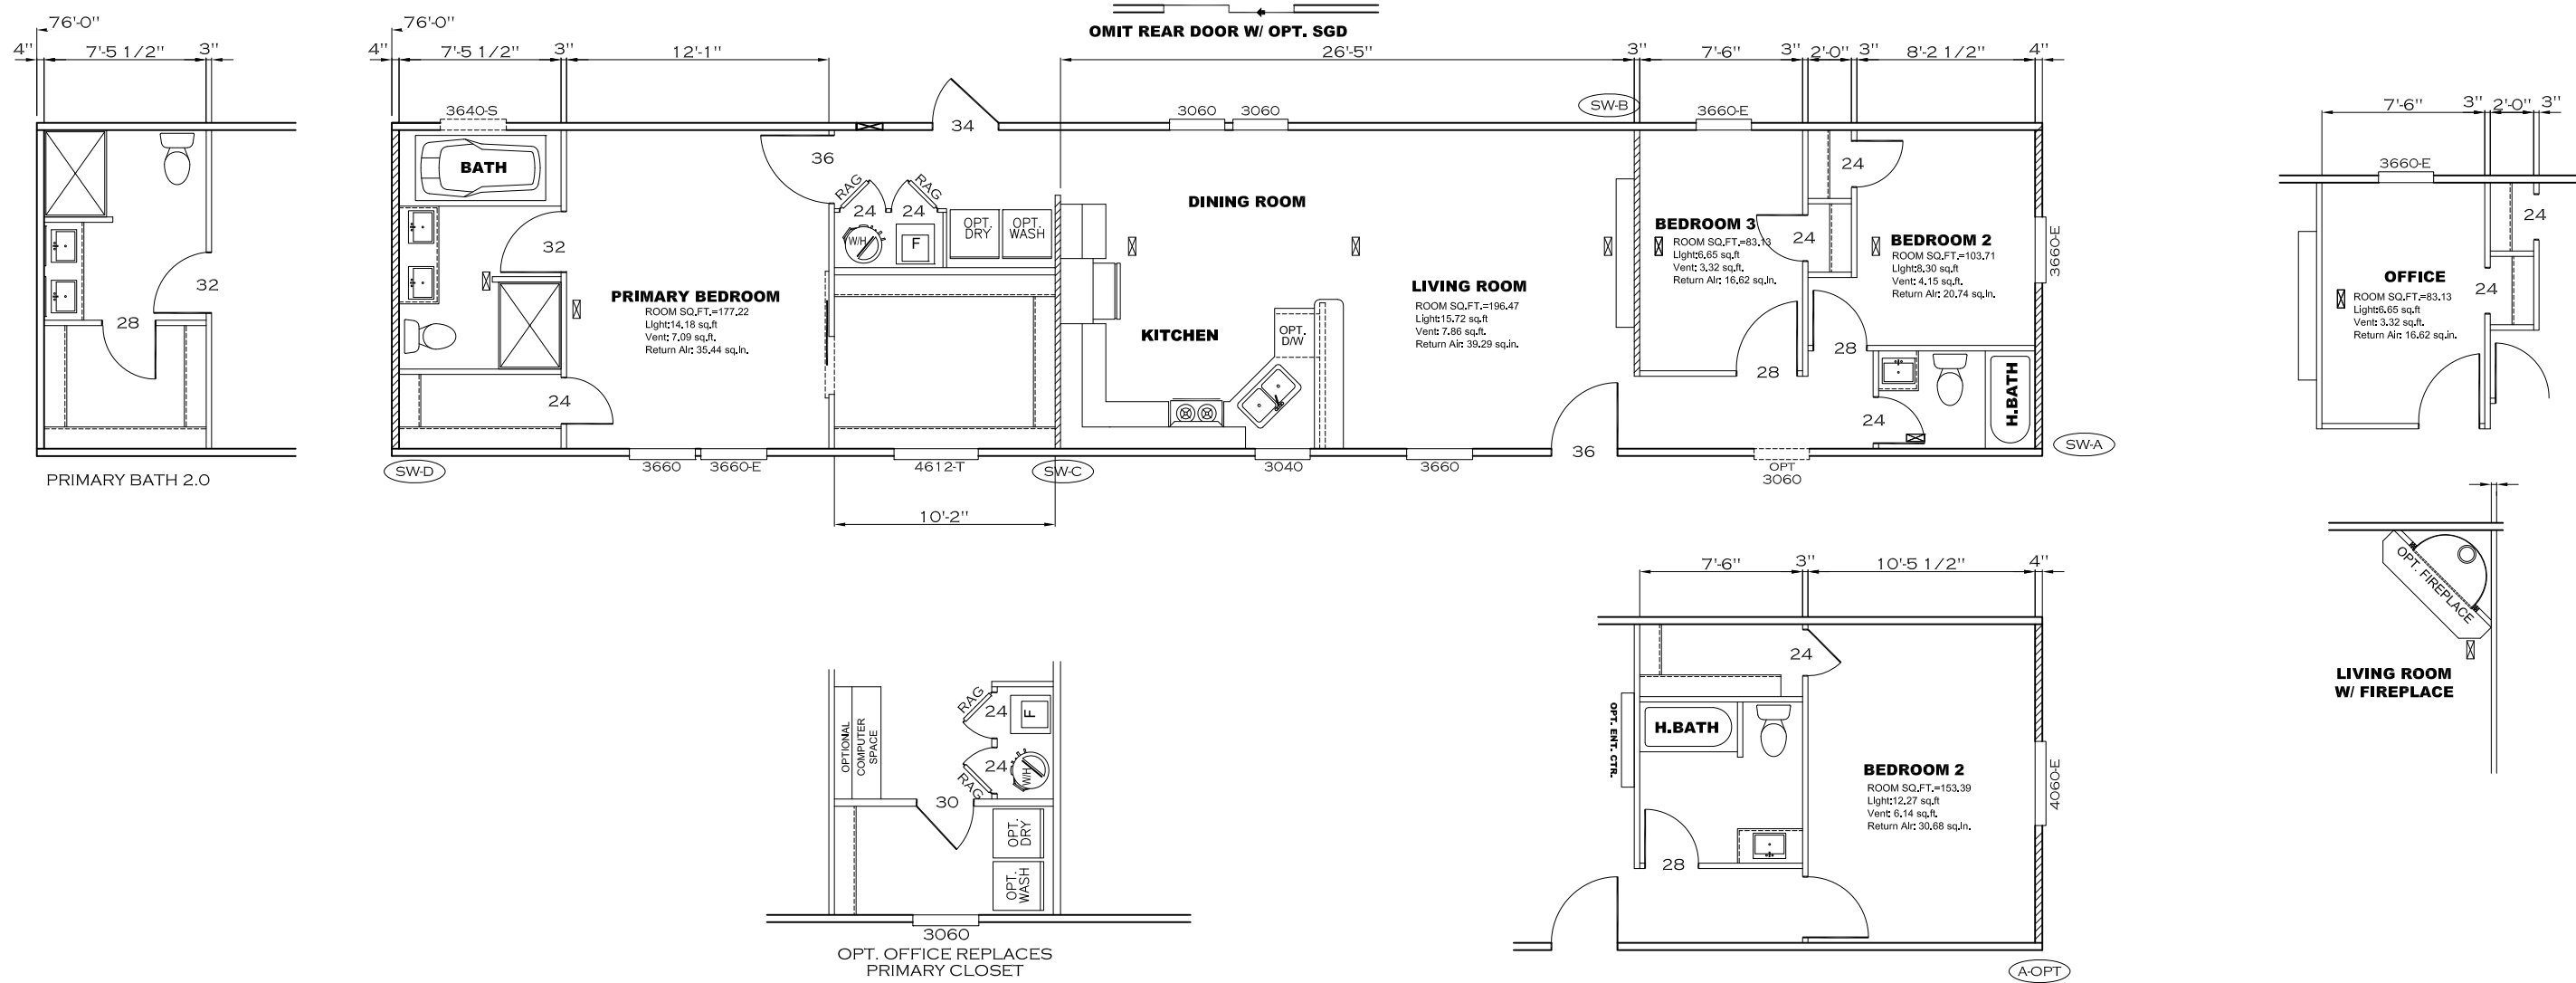 OMIT REAR DOOR W/ OPT. SGD
76'-0"
4"
7'-5 1/2"
3"
32
28
PRIMARY BATH 2.0
76'-0"
4"
7'-5 1/2"
3"
12'-1"
26'-5"
3"
7'-6"
3"
2'-0"
3"
8'-2 1/2"
4"
3640-S
34
3060
3060
SW-B
3660-E
BATH
36
RAG
RAG
24
24
W/H
F
OPT.
DRY
OPT.
WASH
32
24
PRIMARY BEDROOM
ROOM SQ.FT.=177.22
Light:14.18 sq.ft
Vent: 7.09 sq.ft.
Return Air: 35.44 sq.In.
DINING ROOM
KITCHEN
OPT.
D/W
LIVING ROOM
ROOM SQ.FT.=196.47
Light:15.72 sq.ft
Vent: 7.86 sq.ft.
Return Air: 39.29 sq.in.
BEDROOM 3
ROOM SQ.FT.=83.13
Light:6.65 sq.ft
Vent: 3.32 sq.ft.
Return Air: 16.62 sq.In.
24
24
BEDROOM 2
ROOM SQ.FT.=103.71
Light:8.30 sq.ft
Vent: 4.15 sq.ft.
Return Air: 20.74 sq.In.
3660-E
28
28
24
H.BATH
SW-D
3660
3660-E
4612-T
SW-C
3040
3660
36
OPT
3060
SW-A
10'-2"
7'-6"
3"
2'-0"
3"
3660-E
24
24
OFFICE
ROOM SQ.FT.=83.13
Light:6.65 sq.ft
Vent: 3.32 sq.ft.
Return Air: 16.62 sq.in.
OPT. FIREPLACE
LIVING ROOM
W/ FIREPLACE
OPTIONAL
COMPUTER
SPACE
RAG
24
F
24
RAG
W/H
30
OPT.
DRY
OPT.
WASH
3060
OPT. OFFICE REPLACES
PRIMARY CLOSET
7'-6"
3"
10'-5 1/2"
4"
24
OPT. ENT. CTR.
H.BATH
28
BEDROOM 2
ROOM SQ.FT.=153.39
Light:12.27 sq.ft
Vent: 6.14 sq.ft.
Return Air: 30.68 sq.In.
4060-E
A-OPT